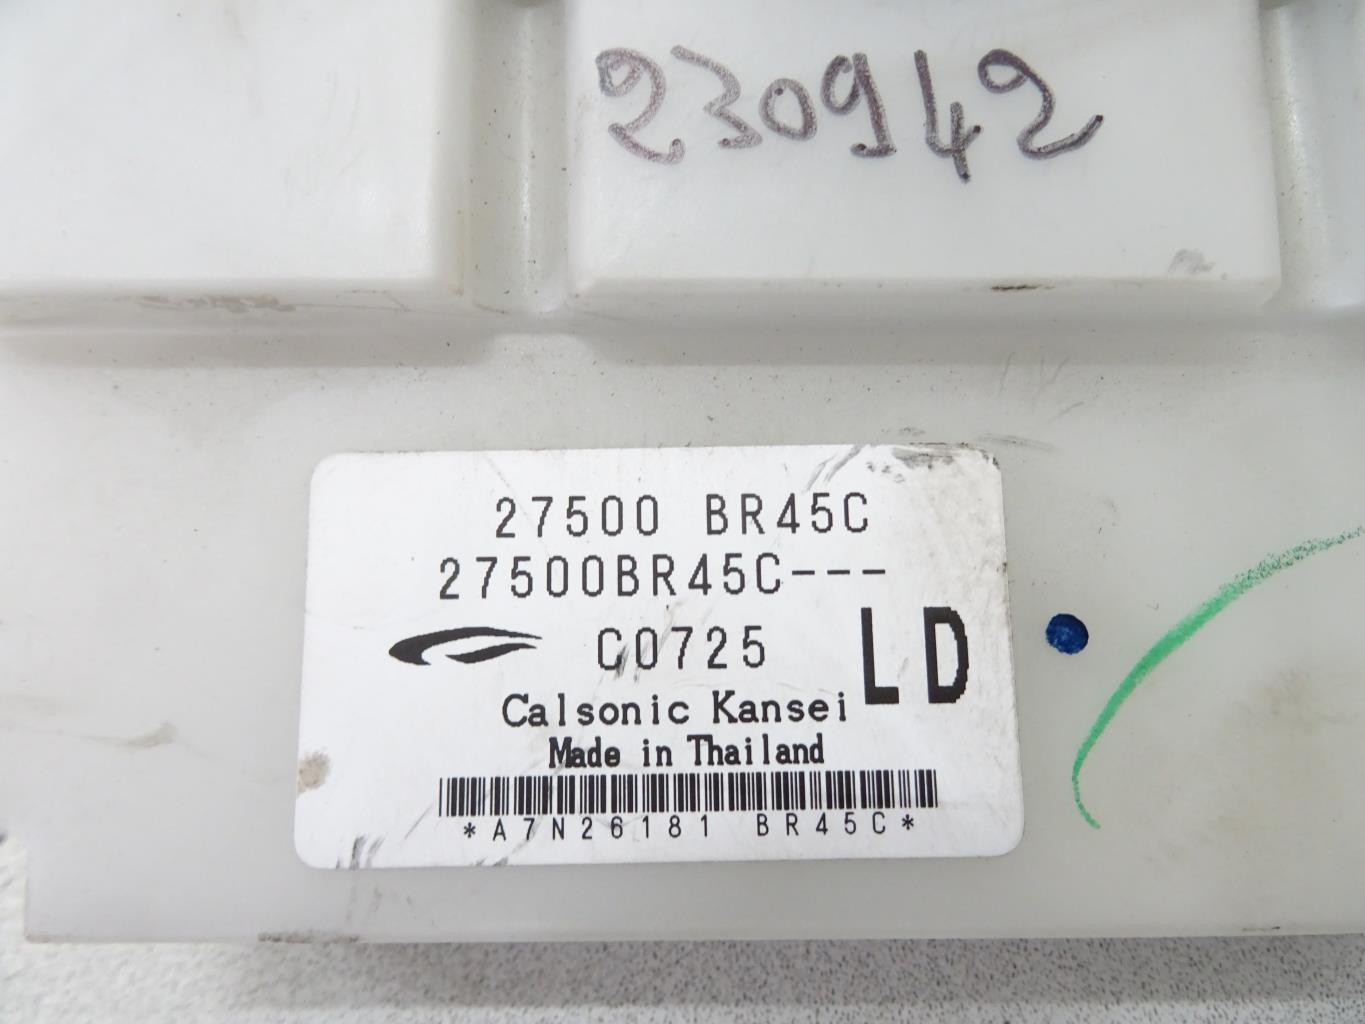 230942
27500 BR45C
27500BR45C---
C0725 LD
Calsonic Kansei
Made in Thailand
*A7N26181 BR45C*